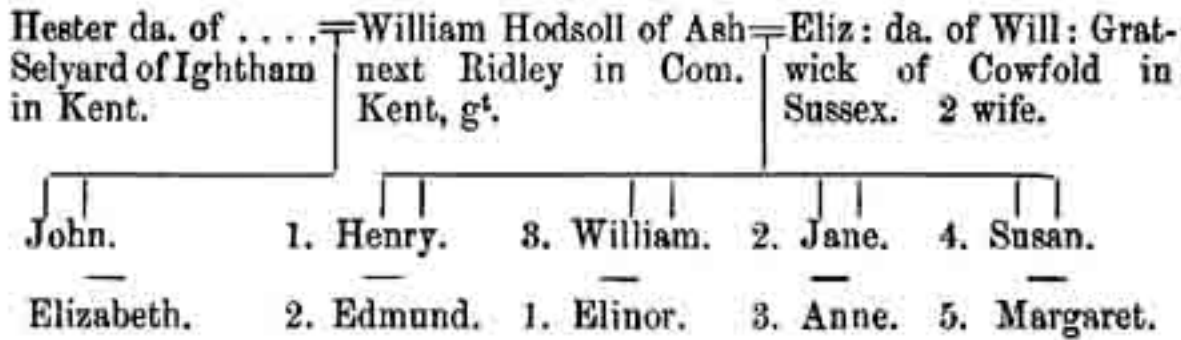 Hester da. of . . . .=William Hodsoll of Ash=Eliz: da. of Will: Grat-
Selyard of Ightham next Ridley in Com. wick of Cowfold in
in Kent. Kent, gᵗ. Sussex. 2 wife.
John. 1. Henry. 3. William. 2. Jane. 4. Susan.
Elizabeth. 2. Edmund. 1. Elinor. 3. Anne. 5. Margaret.